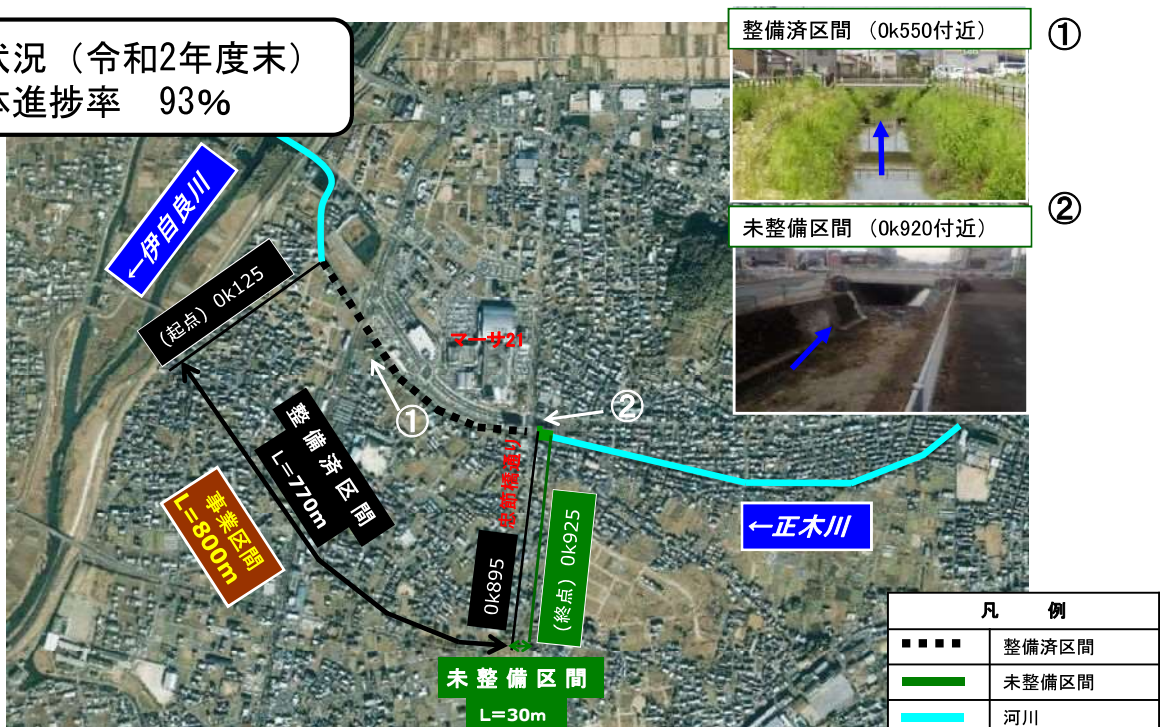 状況（令和2年度末）
体進捗率　93%
整備済区間（0k550付近）
①
未整備区間（0k920付近）
②
←伊自良川
(起点) 0k125
マーサ21
①
②
整備済区間
L=770m
事業区間
L=800m
忠節橋通り
0k895
(終点) 0k925
←正木川
未整備区間
L=30m
凡　例
整備済区間
未整備区間
河川